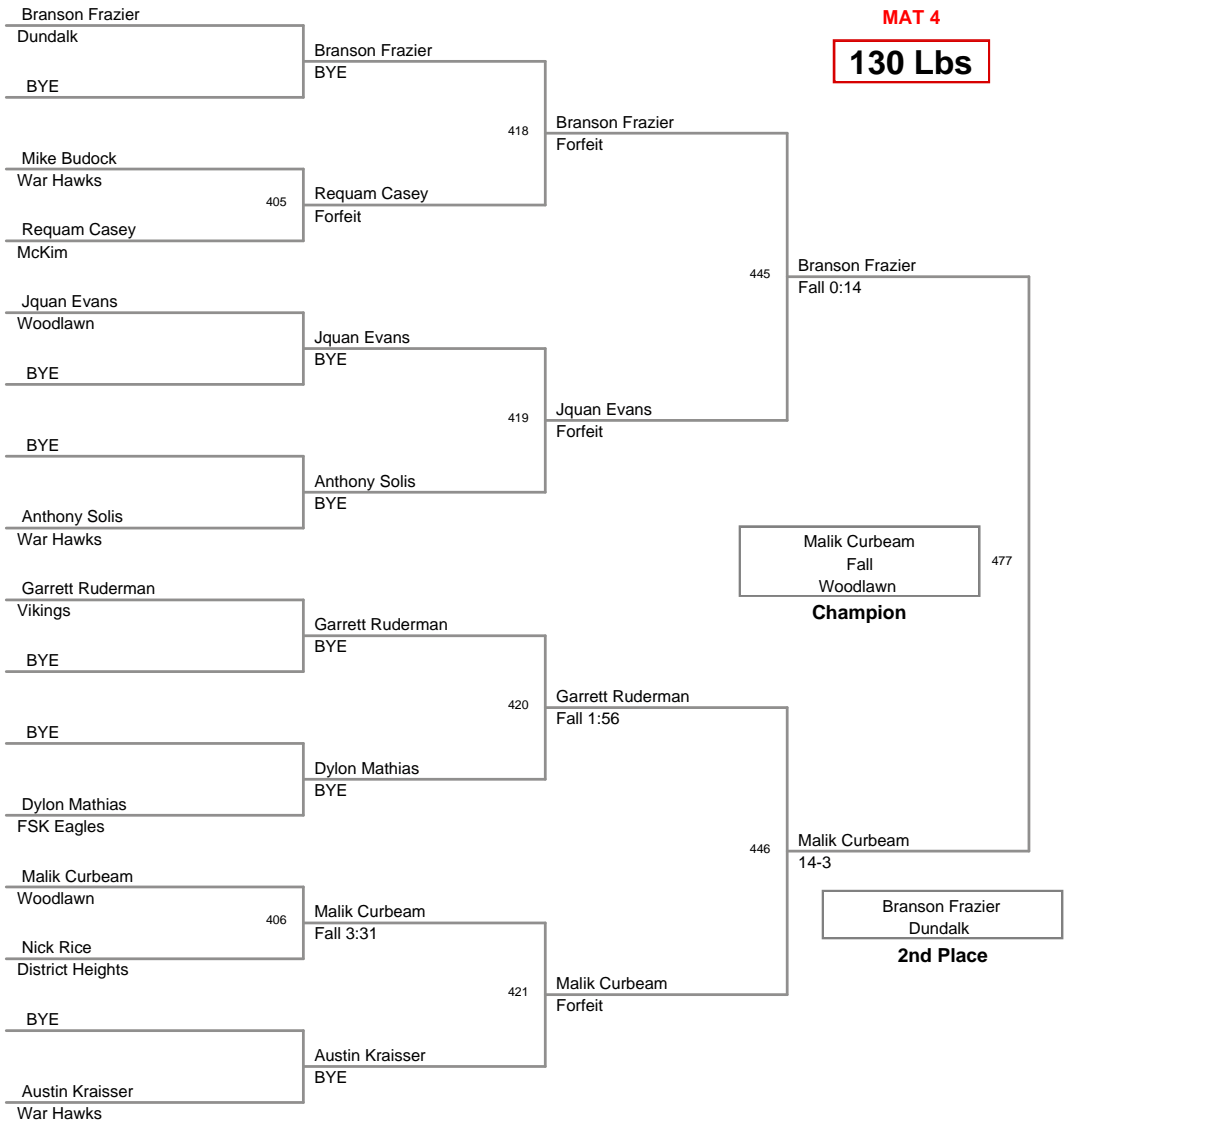 MAT 4
130 Lbs
Branson Frazier
Dundalk
BYE
Mike Budock
War Hawks
405
Requam Casey
McKim
Jquan Evans
Woodlawn
BYE
BYE
Anthony Solis
War Hawks
Garrett Ruderman
Vikings
BYE
BYE
Dylon Mathias
FSK Eagles
Malik Curbeam
Woodlawn
406
Nick Rice
District Heights
BYE
Austin Kraisser
War Hawks
Branson Frazier
BYE
418
Requam Casey
Forfeit
Jquan Evans
BYE
419
Anthony Solis
BYE
Garrett Ruderman
BYE
420
Dylon Mathias
BYE
Malik Curbeam
Fall 3:31
421
Austin Kraisser
BYE
Branson Frazier
Forfeit
445
Jquan Evans
Forfeit
Garrett Ruderman
Fall 1:56
446
Malik Curbeam
Forfeit
Branson Frazier
Fall 0:14
477
Malik Curbeam
14-3
Malik Curbeam
Fall
Woodlawn
Champion
Branson Frazier
Dundalk
2nd Place